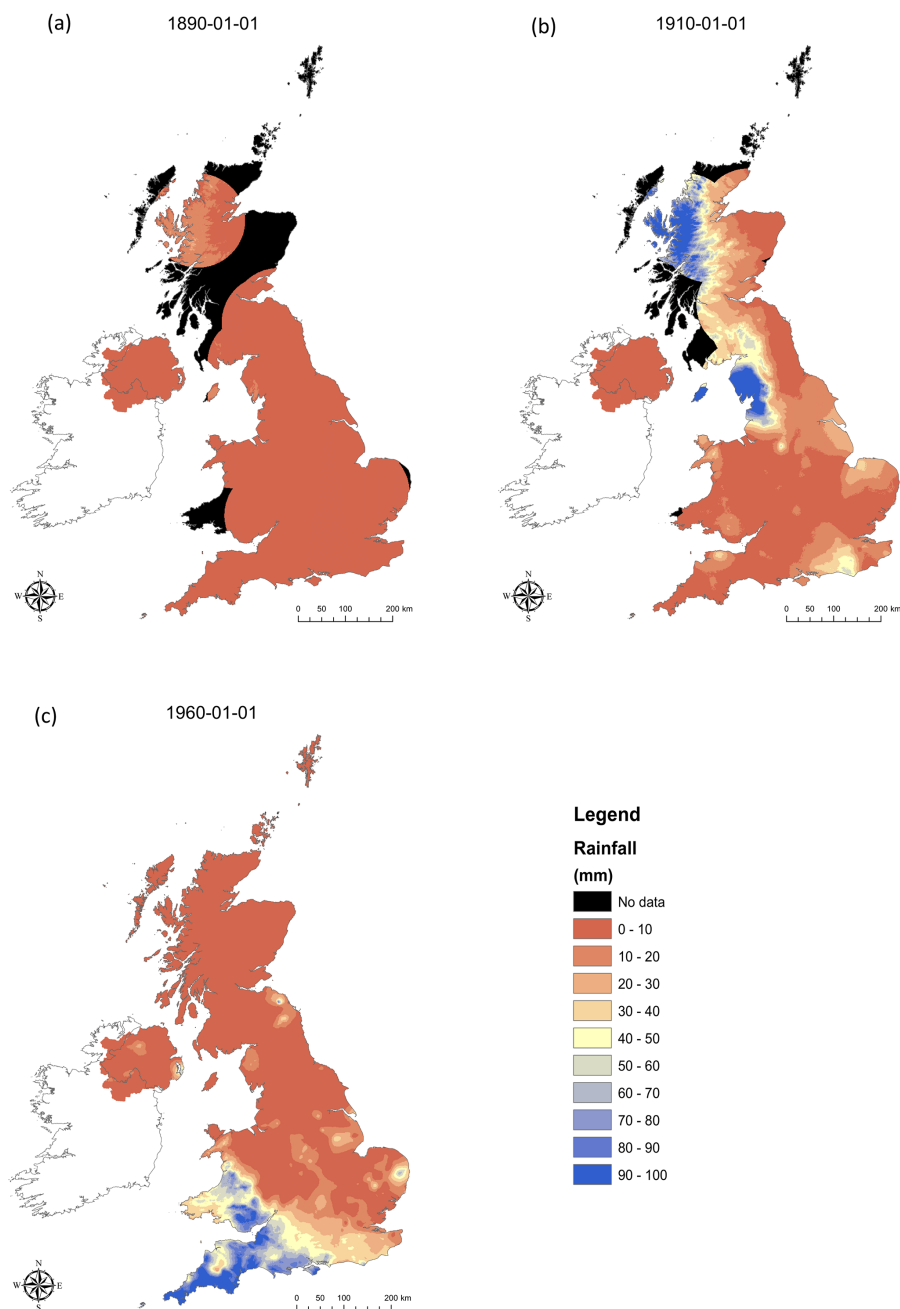 (a)
1890-01-01
N
W E
S
0 50 100 200 km
(b)
1910-01-01
N
W E
S
0 50 100 200 km
(c)
1960-01-01
N
W E
S
0 50 100 200 km
Legend
Rainfall
(mm)
No data
0 - 10
10 - 20
20 - 30
30 - 40
40 - 50
50 - 60
60 - 70
70 - 80
80 - 90
90 - 100